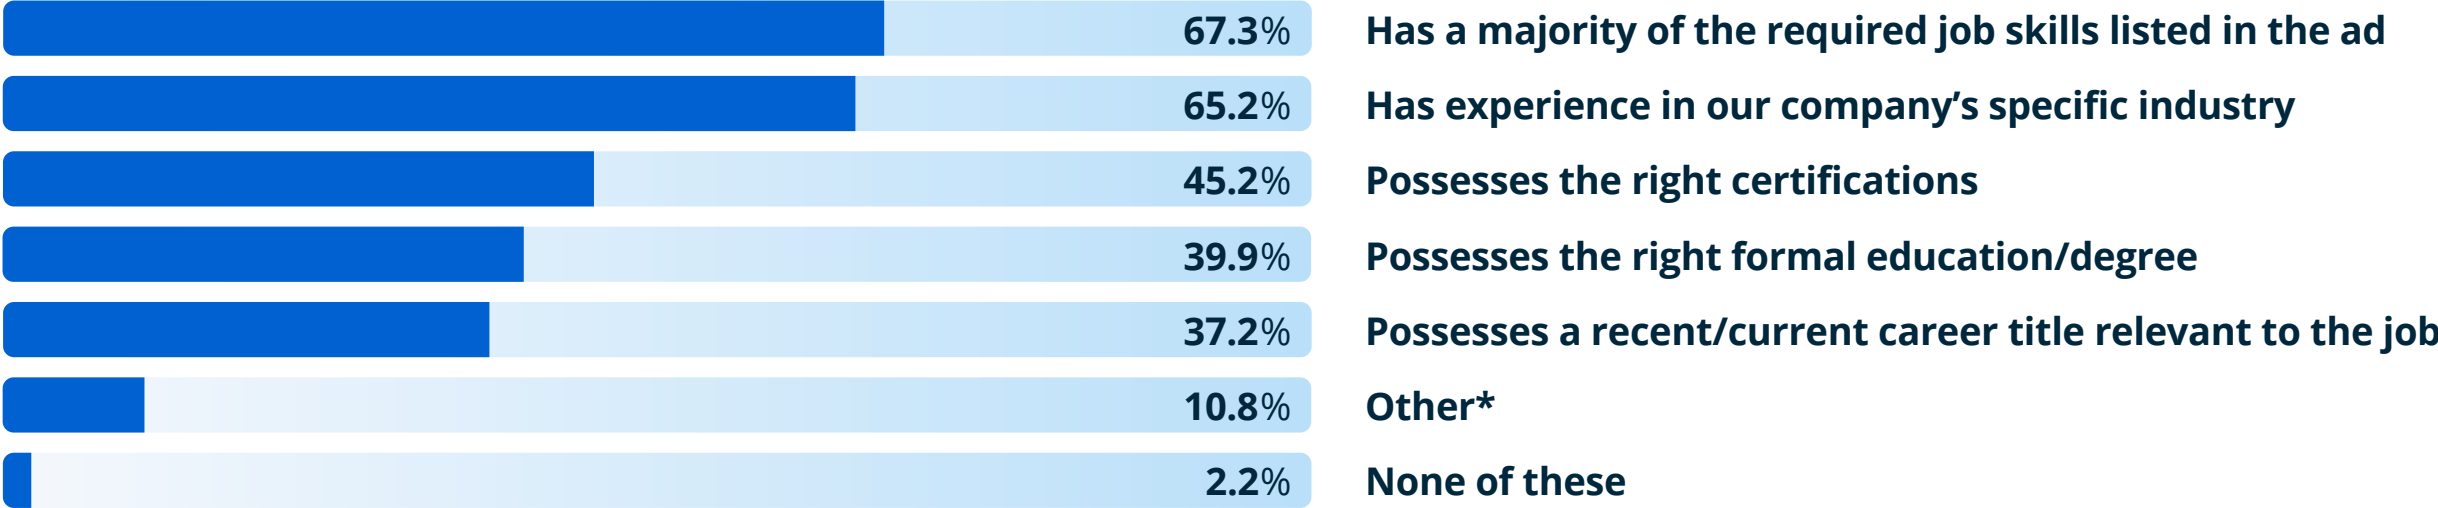 67.3% Has a majority of the required job skills listed in the ad
65.2% Has experience in our company’s specific industry
45.2% Possesses the right certifications
39.9% Possesses the right formal education/degree
37.2% Possesses a recent/current career title relevant to the job
10.8% Other*
2.2% None of these